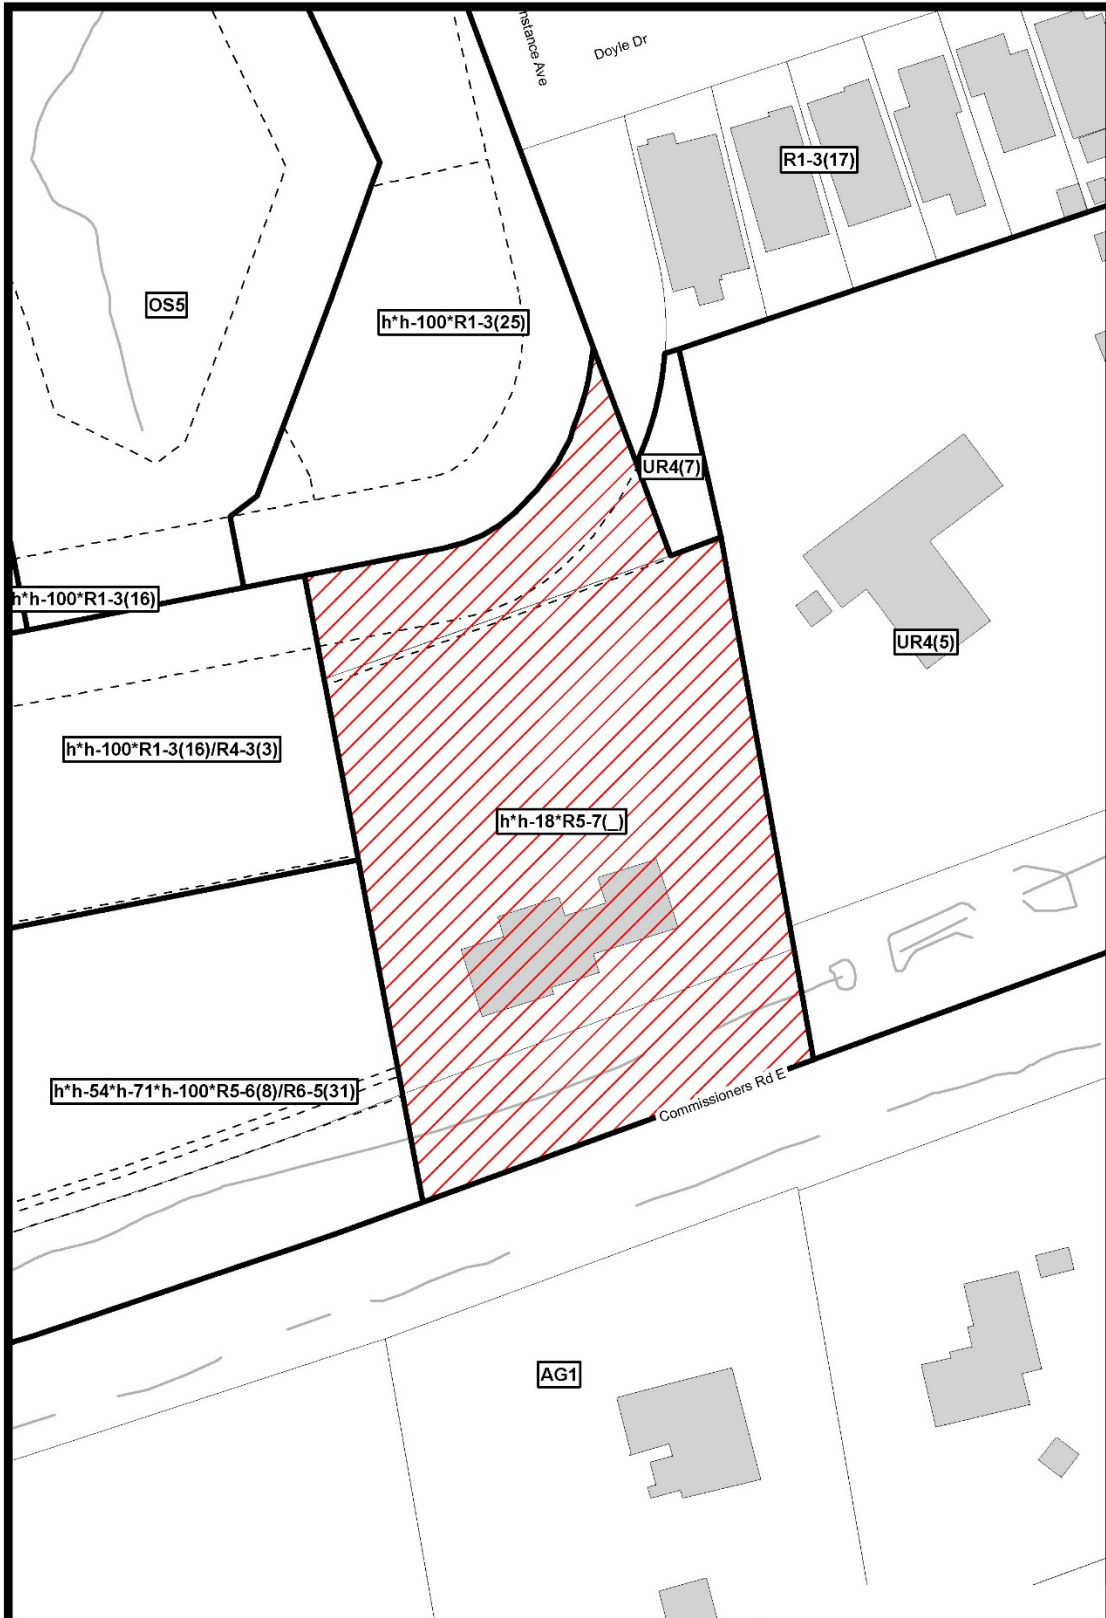 nstance Ave
Doyle Dr
R1-3(17)
OS5
h*h-100*R1-3(25)
UR4(7)
h*h-100*R1-3(16)
UR4(5)
h*h-100*R1-3(16)/R4-3(3)
h*h-18*R5-7(_)
h*h-54*h-71*h-100*R5-6(8)/R6-5(31)
Commissioners Rd E
AG1